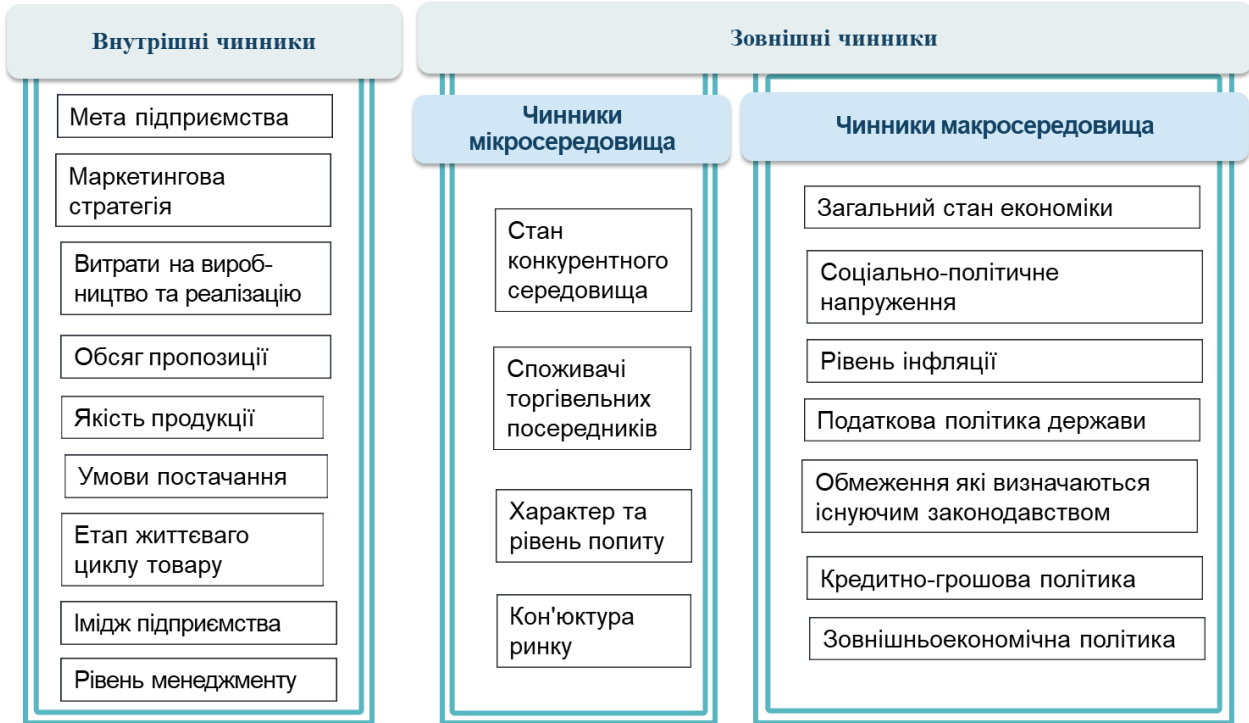 Внутрішні чинники
Мета підприємства
Маркетингова
стратегія
Витрати на вироб-
ництво та реалізацію
Обсяг пропозиції
Якість продукції
Умови постачання
Етап життєваго
циклу товару
Імідж підприємства
Рівень менеджменту
Зовнішні чинники
Чинники
мікросередовища
Стан
конкурентного
середовища
Споживачі
торгівельних
посередників
Характер та
рівень попиту
Кон'юктура
ринку
Чинники макросередовища
Загальний стан економіки
Соціально-політичне
напруження
Рівень інфляції
Податкова політика держави
Обмеження які визначаються
існуючим законодавством
Кредитно-грошова політика
Зовнішньоекономічна політика